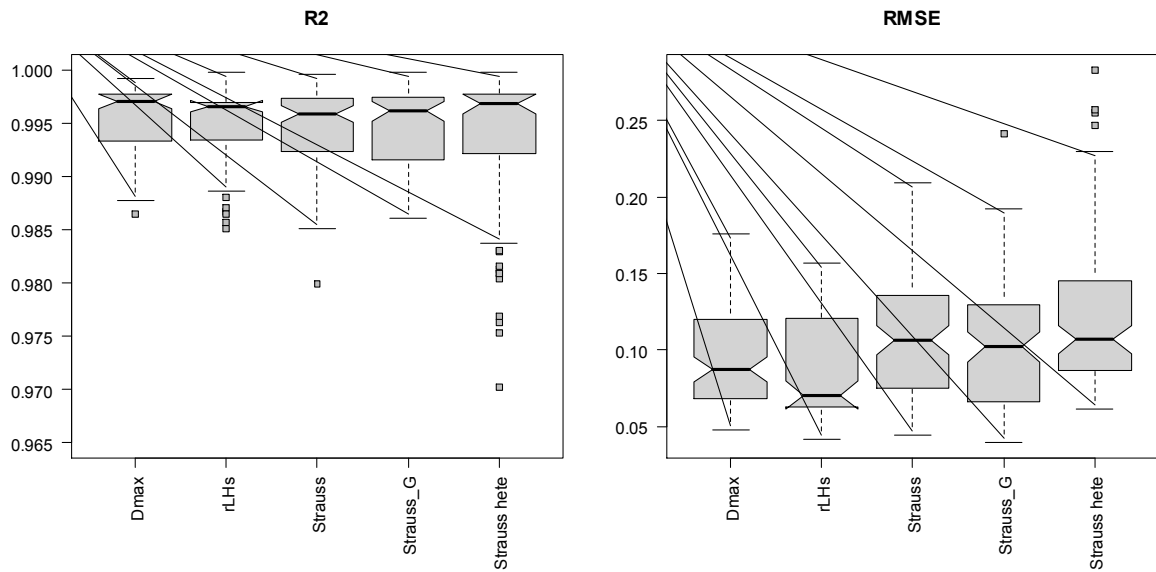 R2
1.000
0.995
0.990
0.985
0.980
0.975
0.970
0.965
Dmax
rLHs
Strauss
Strauss_G
Strauss hete
RMSE
0.25
0.20
0.15
0.10
0.05
Dmax
rLHs
Strauss
Strauss_G
Strauss hete